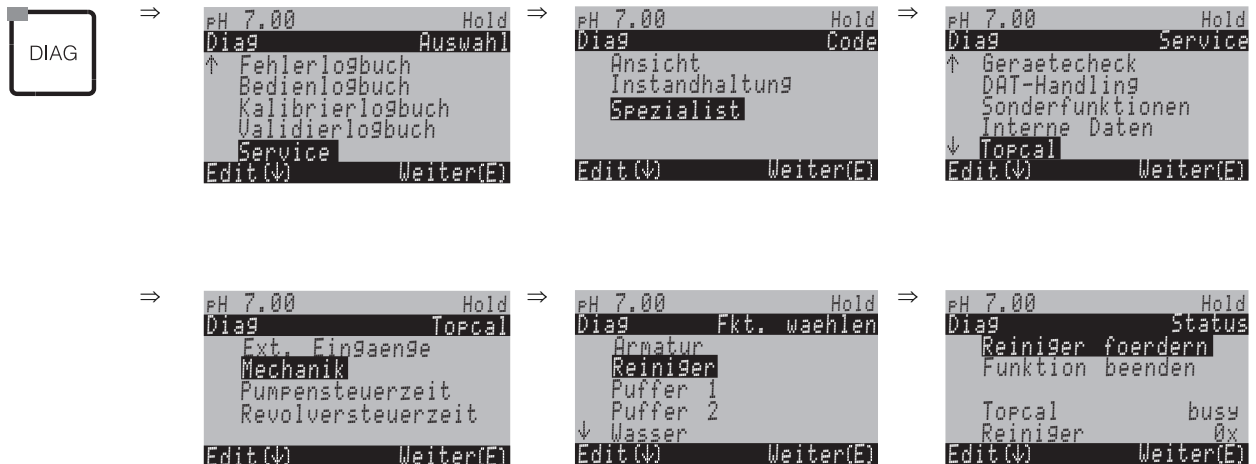 DIAG
⇒
pH 7.00 Hold
Diag Auswahl
↑ Fehlerlogbuch
Bedienlogbuch
Kalibrierlogbuch
Validierlogbuch
Service
Edit(↓) Weiter(E)
⇒
pH 7.00 Hold
Diag Code
Ansicht
Instandhaltung
Spezialist
Edit(↓) Weiter(E)
⇒
pH 7.00 Hold
Diag Service
↑ Geraetecheck
DAT-Handling
Sonderfunktionen
Interne Daten
↓ Topcal
Edit(↓) Weiter(E)
⇒
pH 7.00 Hold
Diag Topcal
Ext. Eingaenge
Mechanik
Pumpensteuerzeit
Revolversteuerzeit
Edit(↓) Weiter(E)
⇒
pH 7.00 Hold
Diag Fkt. waehlen
Armatur
Reiniger
Puffer 1
Puffer 2
↓ Wasser
Edit(↓) Weiter(E)
⇒
pH 7.00 Hold
Diag Status
Reiniger foerdern
Funktion beenden
Topcal busy
Reiniger 0x
Edit(↓) Weiter(E)